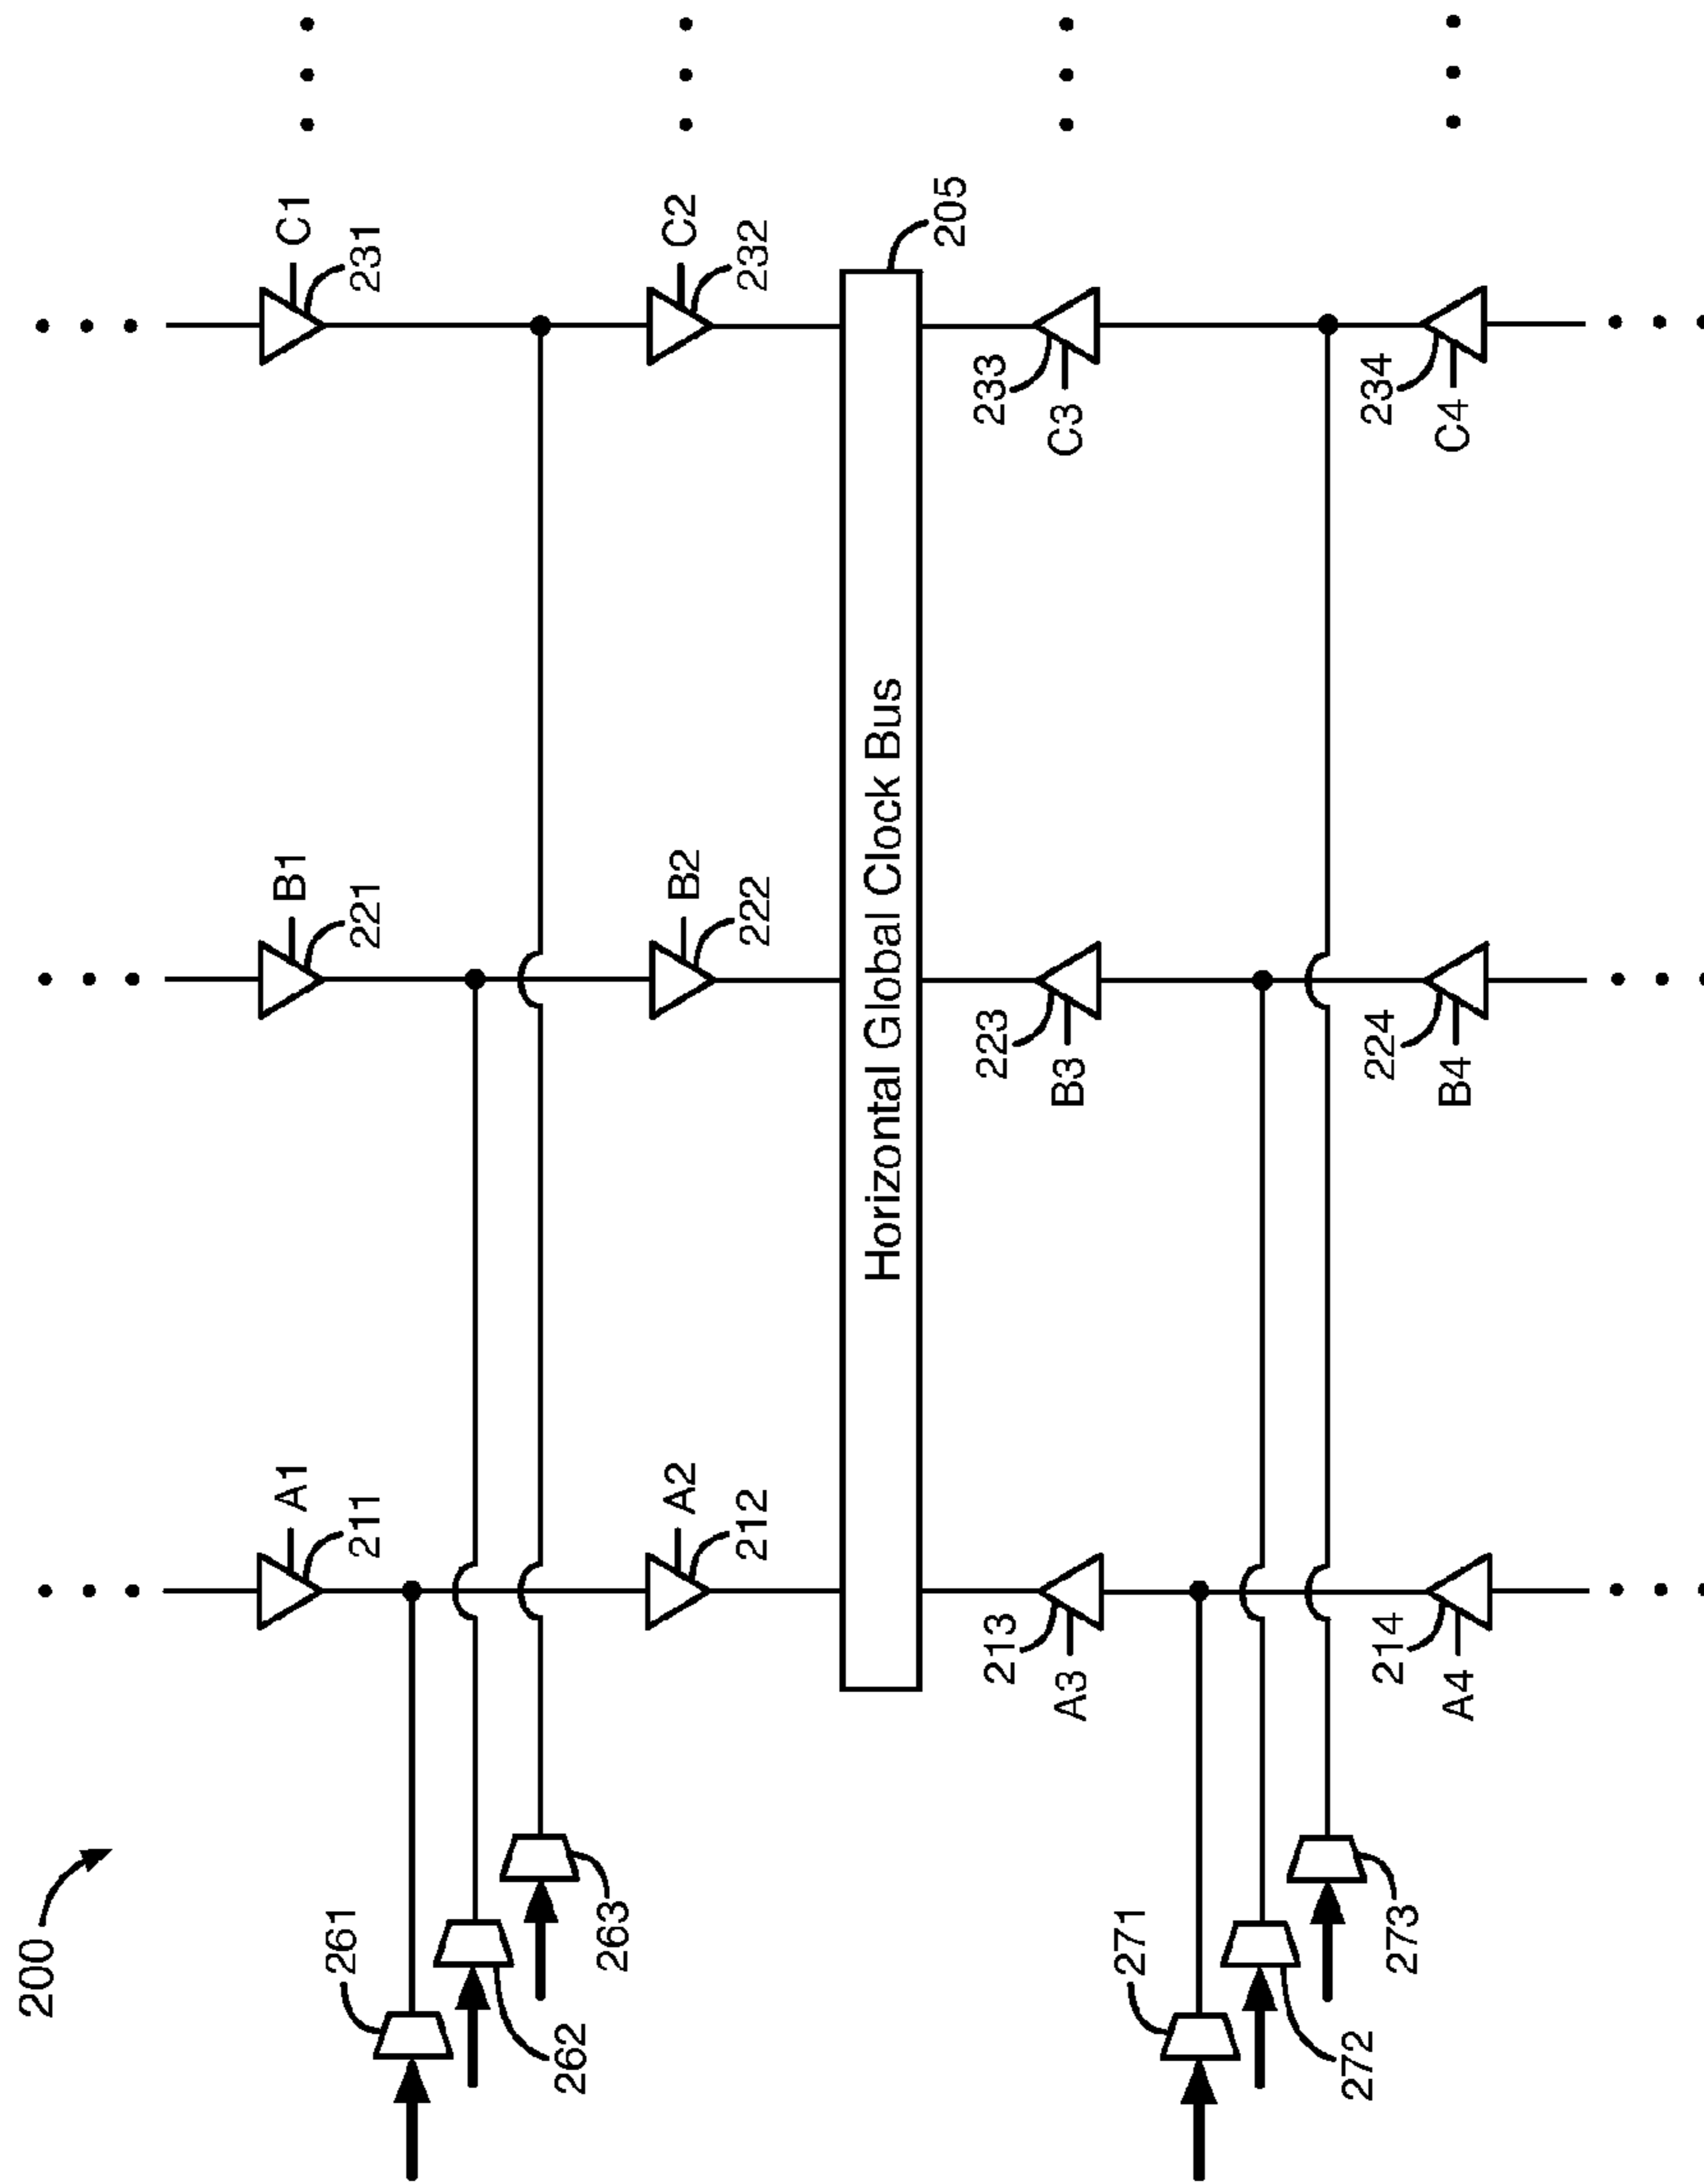 200
C1
231
C2
232
205
233
C3
234
C4
B1
221
B2
222
Horizontal Global Clock Bus
223
B3
224
B4
A1
211
A2
212
213
A3
214
A4
261
262
263
271
272
273